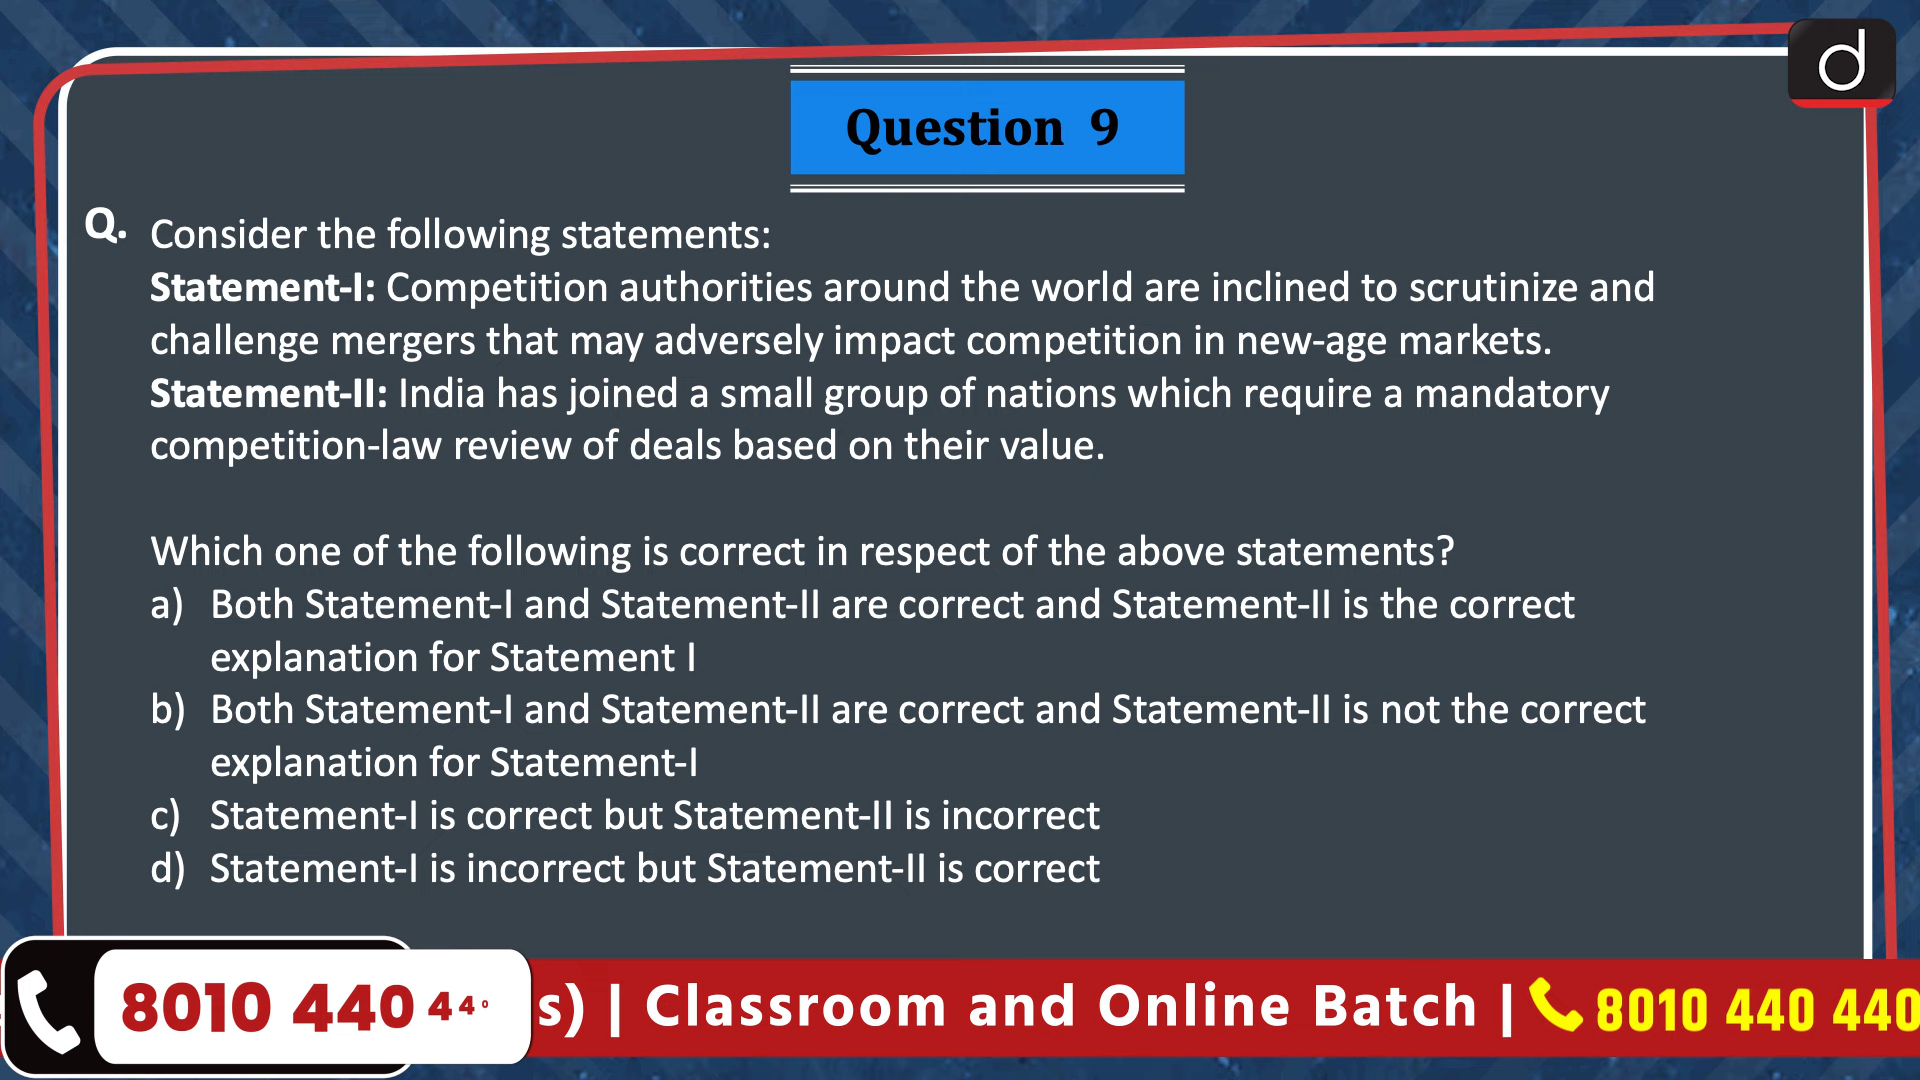 d
Question 9
Q. Consider the following statements:
Statement-I: Competition authorities around the world are inclined to scrutinize and
challenge mergers that may adversely impact competition in new-age markets.
Statement-II: India has joined a small group of nations which require a mandatory
competition-law review of deals based on their value.
Which one of the following is correct in respect of the above statements?
a) Both Statement-I and Statement-II are correct and Statement-II is the correct
explanation for Statement I
b) Both Statement-I and Statement-II are correct and Statement-II is not the correct
explanation for Statement-I
c) Statement-I is correct but Statement-II is incorrect
d) Statement-I is incorrect but Statement-II is correct
8010 440 440
s) | Classroom and Online Batch | 8010 440 440